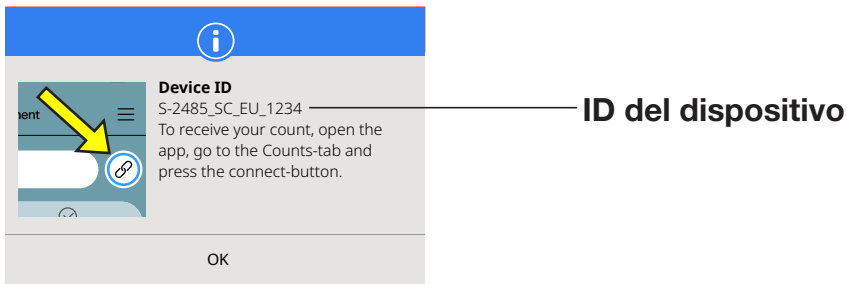 Device ID
S-2485_SC_EU_1234
To receive your count, open the
app, go to the Counts-tab and
press the connect-button.
ment
OK
ID del dispositivo